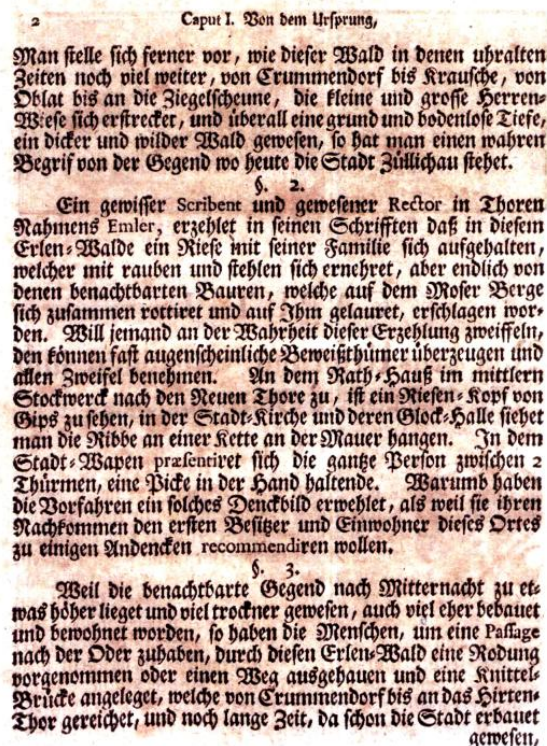 2 Caput I. Von dem Ursprung,
Man stelle sich ferner vor, wie dieser Wald in denen uhralten
Zeiten noch viel weiter, von Crummendorf bis Krausche, von
Oblat bis an die Ziegelscheune, die kleine und grosse Herren-
Wiese sich erstrecket, und überall eine grund und bodenlose Tiefe,
ein dicker und wilder Wald gewesen, so hat man einen wahren
Begrif von der Gegend wo heute die Stadt Züllichau stehet.
§. 2.
Ein gewisser Scribent und gewesener Rector in Thoren
Nahmens Emler, erzehlet in seinen Schrifften daß in diesem
Erlen-Walde ein Riese mit seiner Familie sich aufgehalten,
welcher mit rauben und stehlen sich ernehret, aber endlich von
denen benachtbarten Bauren, welche auf dem Moser Berge
sich zusammen rottiret und auf Ihm gelauret, erschlagen wor-
den. Will jemand an der Wahrheit dieser Erzehlung zweiffeln,
den können fast augenscheinliche Beweißthümer überzeugen und
allen Zweifel benehmen. An dem Rath-Hauß im mittlern
Stockwerck nach den Neuen Thore zu, ist ein Riesen-Kopf von
Gips zu sehen, in der Stadt-Kirche und deren Glock-Halle siehet
man die Ribbe an einer Kette an der Mauer hangen. In dem
Stadt-Wapen præsentiret sich die gantze Person zwischen 2
Thürmen, eine Picke in der Hand haltende. Warumb haben
die Vorfahren ein solches Denckbild erwehlet, als weil sie ihren
Nachkommen den ersten Besitzer und Einwohner dieses Ortes
zu einigen Andencken recommendiren wollen.
§. 3.
Weil die benachtbarte Gegend nach Mitternacht zu et-
was höher lieget und viel trockner gewesen, auch viel eher bebauet
und bewohnet worden, so haben die Menschen, um eine Passage
nach der Oder zuhaben, durch diesen Erlen-Wald eine Rodung
vorgenommen oder einen Weg ausgehauen und eine Knittel-
Brücke angeleget, welche von Crummendorf bis an das Hirten-
Thor gereichet, und noch lange Zeit, da schon die Stadt erbauet
gewesen,